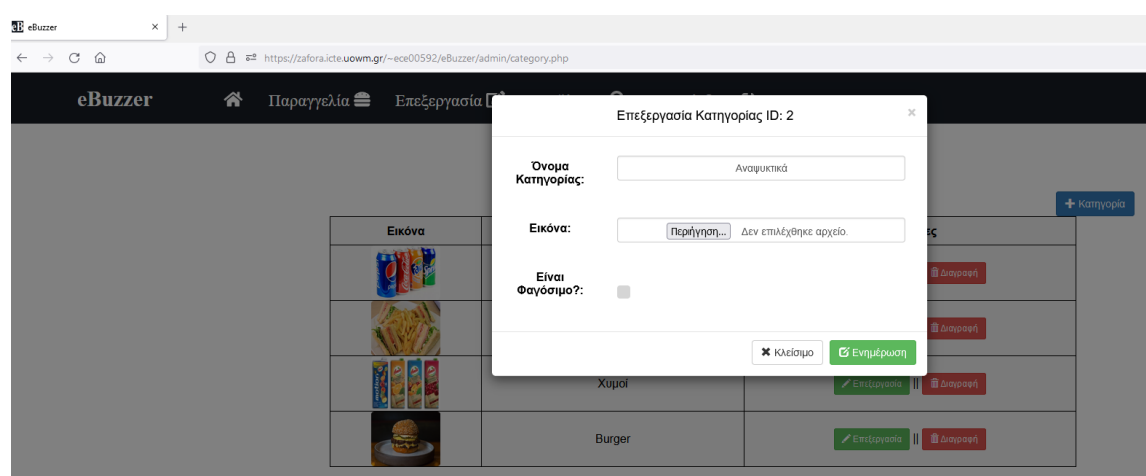 eBuzzer
https://zafora.icte.uowm.gr/~ece00592/eBuzzer/admin/category.php
eBuzzer Παραγγελία Επεξεργασία
Επεξεργασία Κατηγορίας ID: 2
Όνομα
Κατηγορίας:
Αναψυκτικά
Κατηγορία
Εικόνα
Εικόνα:
Περιήγηση... Δεν επιλέχθηκε αρχείο.
ες
Διαγραφή
Είναι
Φαγόσιμο?:
Διαγραφή
Κλείσιμο Ενημέρωση
Χυμοί Επεξεργασία || Διαγραφή
Burger Επεξεργασία || Διαγραφή